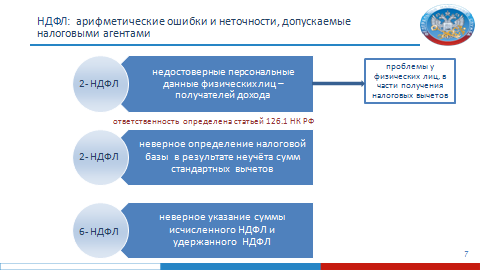 НДФЛ: арифметические ошибки и неточности, допускаемые
налоговыми агентами
2- НДФЛ
недостоверные персональные
данные физических лиц –
получателей дохода
проблемы у
физических лиц, в
части получения
налоговых вычетов
ответственность определена статьей 126.1 НК РФ
2- НДФЛ
неверное определение налоговой
базы в результате неучёта сумм
стандартных вычетов
6- НДФЛ
неверное указание суммы
исчисленного НДФЛ и
удержанного НДФЛ
7